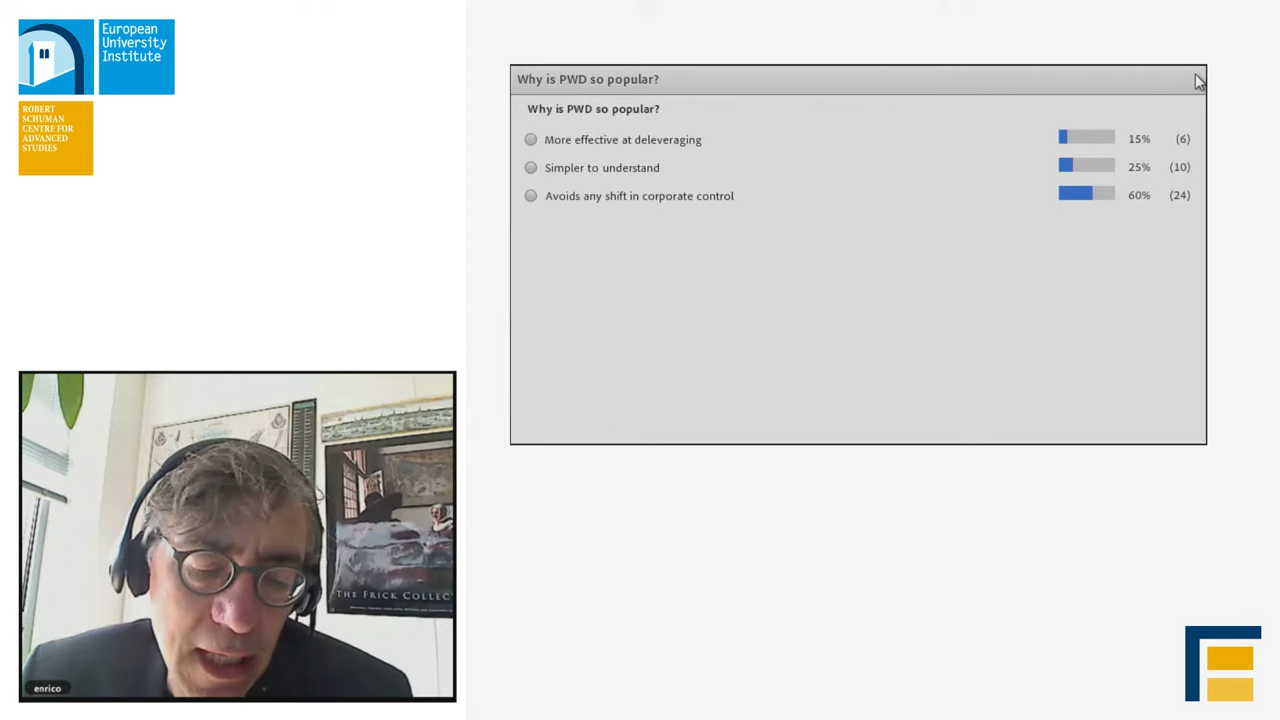 European
University
Institute
ROBERT
SCHUMAN
CENTRE FOR
ADVANCED
STUDIES
Why is PWD so popular?
Why is PWD so popular?
More effective at deleveraging 15% (6)
Simpler to understand 25% (10)
Avoids any shift in corporate control 60% (24)
THE FRICK COLLEC
enrico